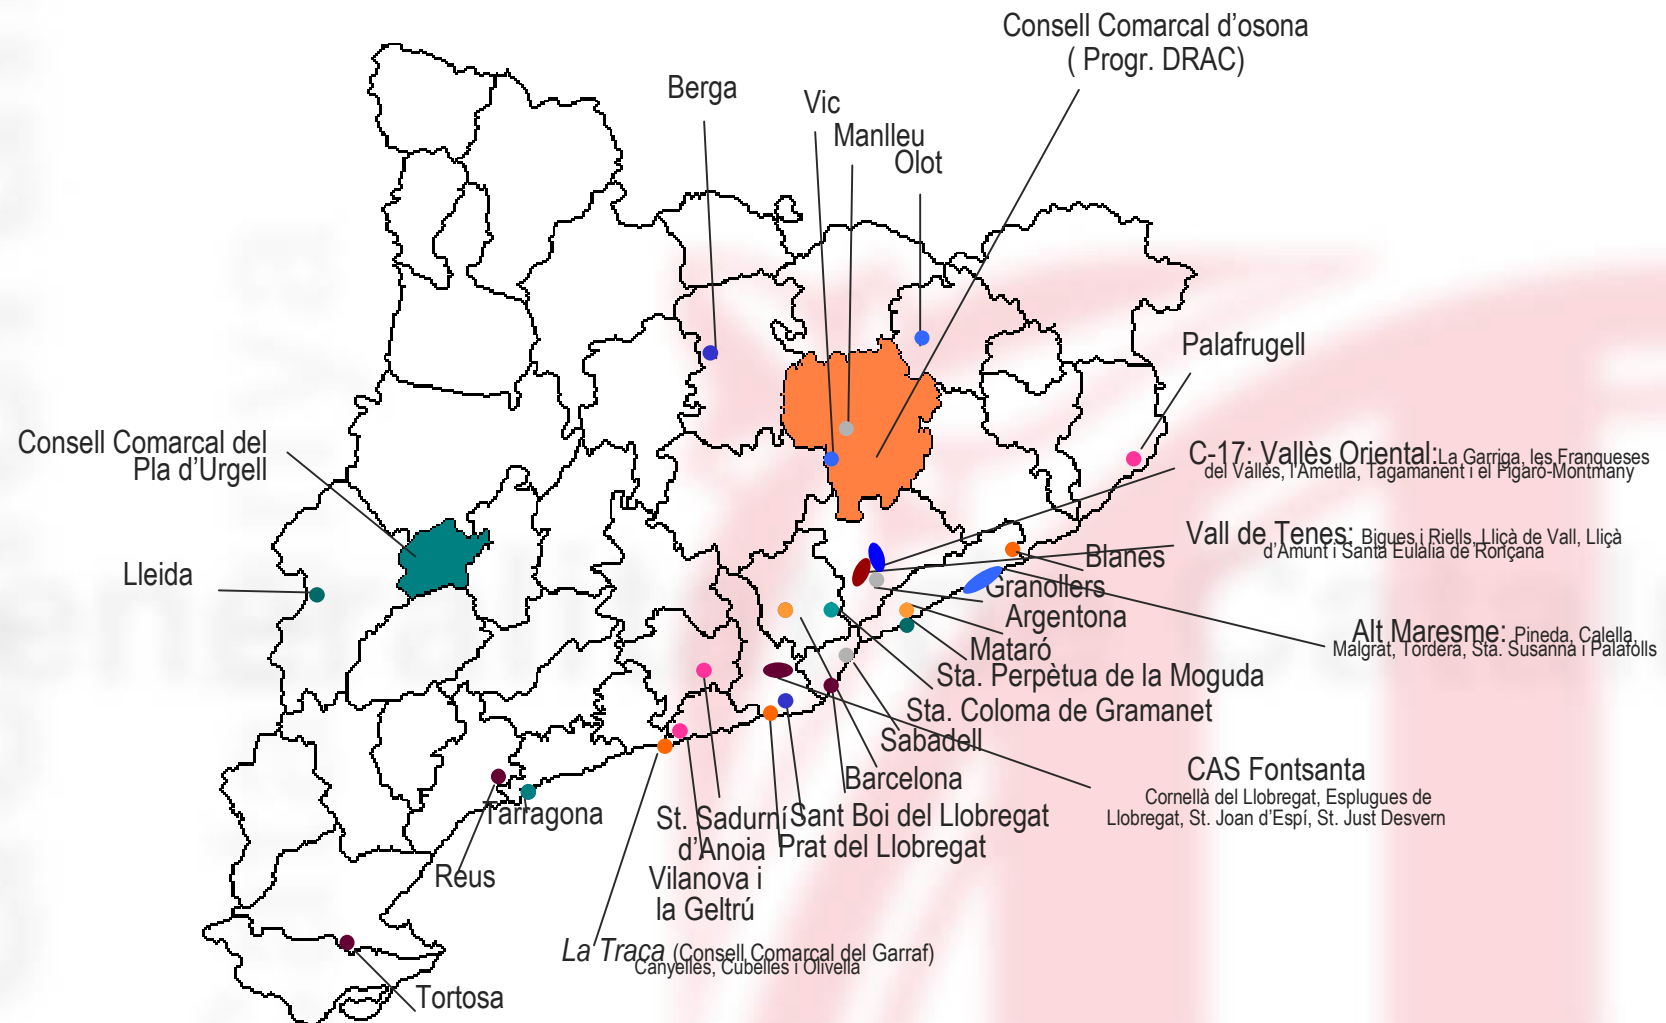 Consell Comarcal d'osona
( Progr. DRAC)
Berga
Vic
Manlleu
Olot
Palafrugell
Consell Comarcal del
Pla d'Urgell
C-17: Vallès Oriental: La Garriga, les Franqueses
del Vallès, l'Ametlla, Tagamanent i el Figaró-Montmany
Vall de Tenes: Bigues i Riells, Lliçà de Vall, Lliçà
d'Amunt i Santa Eulàlia de Ronçana
Blanes
Lleida
Granollers
Argentona
Alt Maresme: Pineda, Calella,
Malgrat, Tordera, Sta. Susanna i Palafolls
Mataró
Sta. Perpètua de la Moguda
Sta. Coloma de Gramanet
Sabadell
Barcelona
CAS Fontsanta
Cornellà del Llobregat, Esplugues de
Llobregat, St. Joan d'Espí, St. Just Desvern
Tarragona
St. Sadurní
d'Anoia
Sant Boi del Llobregat
Prat del Llobregat
Reus
Vilanova i
la Geltrú
La Traca (Consell Comarcal del Garraf)
Canyelles, Cubelles i Olivella
Tortosa